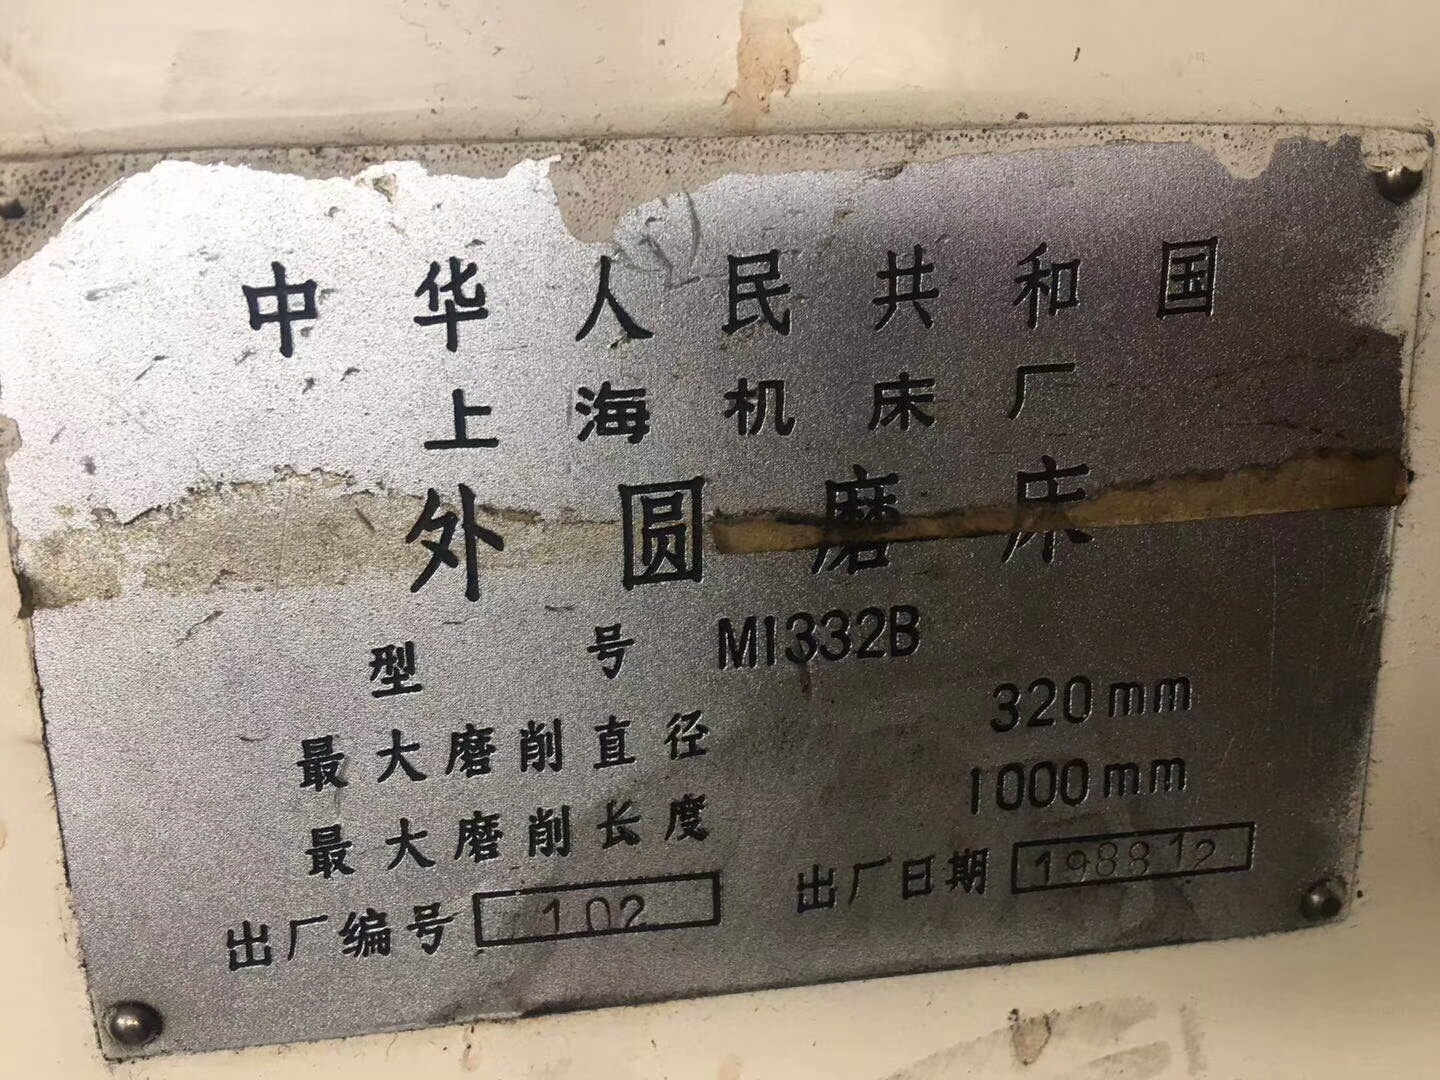 中华人民共和国
上海机床厂
外圆磨床
型号 M1332B
最大磨削直径 320mm
最大磨削长度 1000mm
出厂编号 102 出厂日期 198812